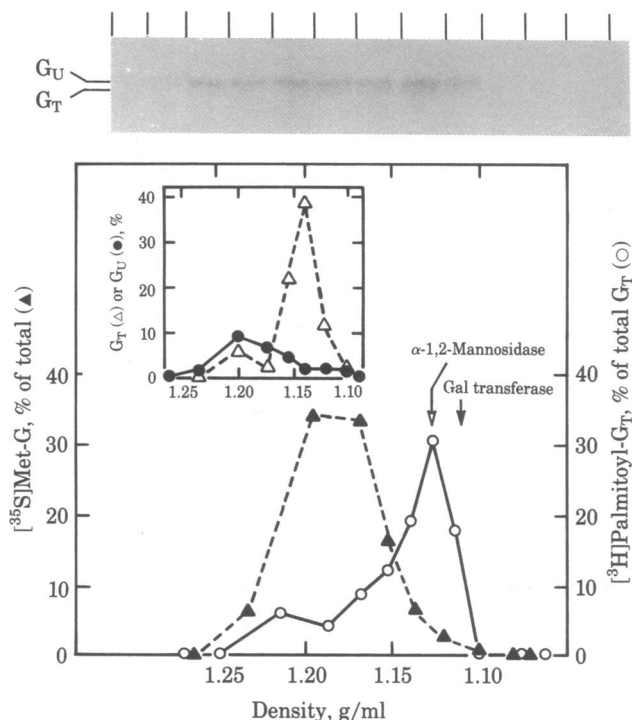 G_U
G_T
40
30
20
10
0
G_T (△) or G_U (●), %
1.25 1.20 1.15 1.10
α-1,2-Mannosidase
Gal transferase
40
30
20
10
0
[³⁵S]Met-G, % of total (▲)
40
30
20
10
0
[³H]Palmitoyl-G_T, % of total G_T (○)
1.25 1.20 1.15 1.10
Density, g/ml